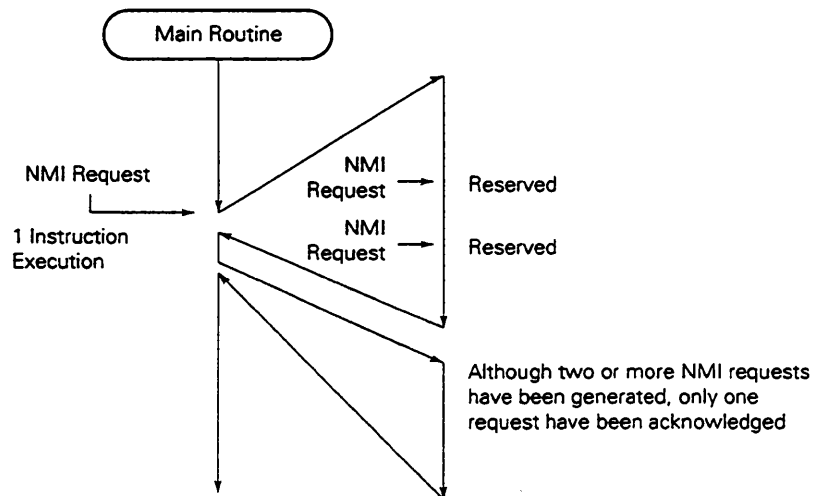 Main Routine
NMI Request
1 Instruction
Execution
NMI
Request
Reserved
NMI
Request
Reserved
Although two or more NMI requests
have been generated, only one
request have been acknowledged